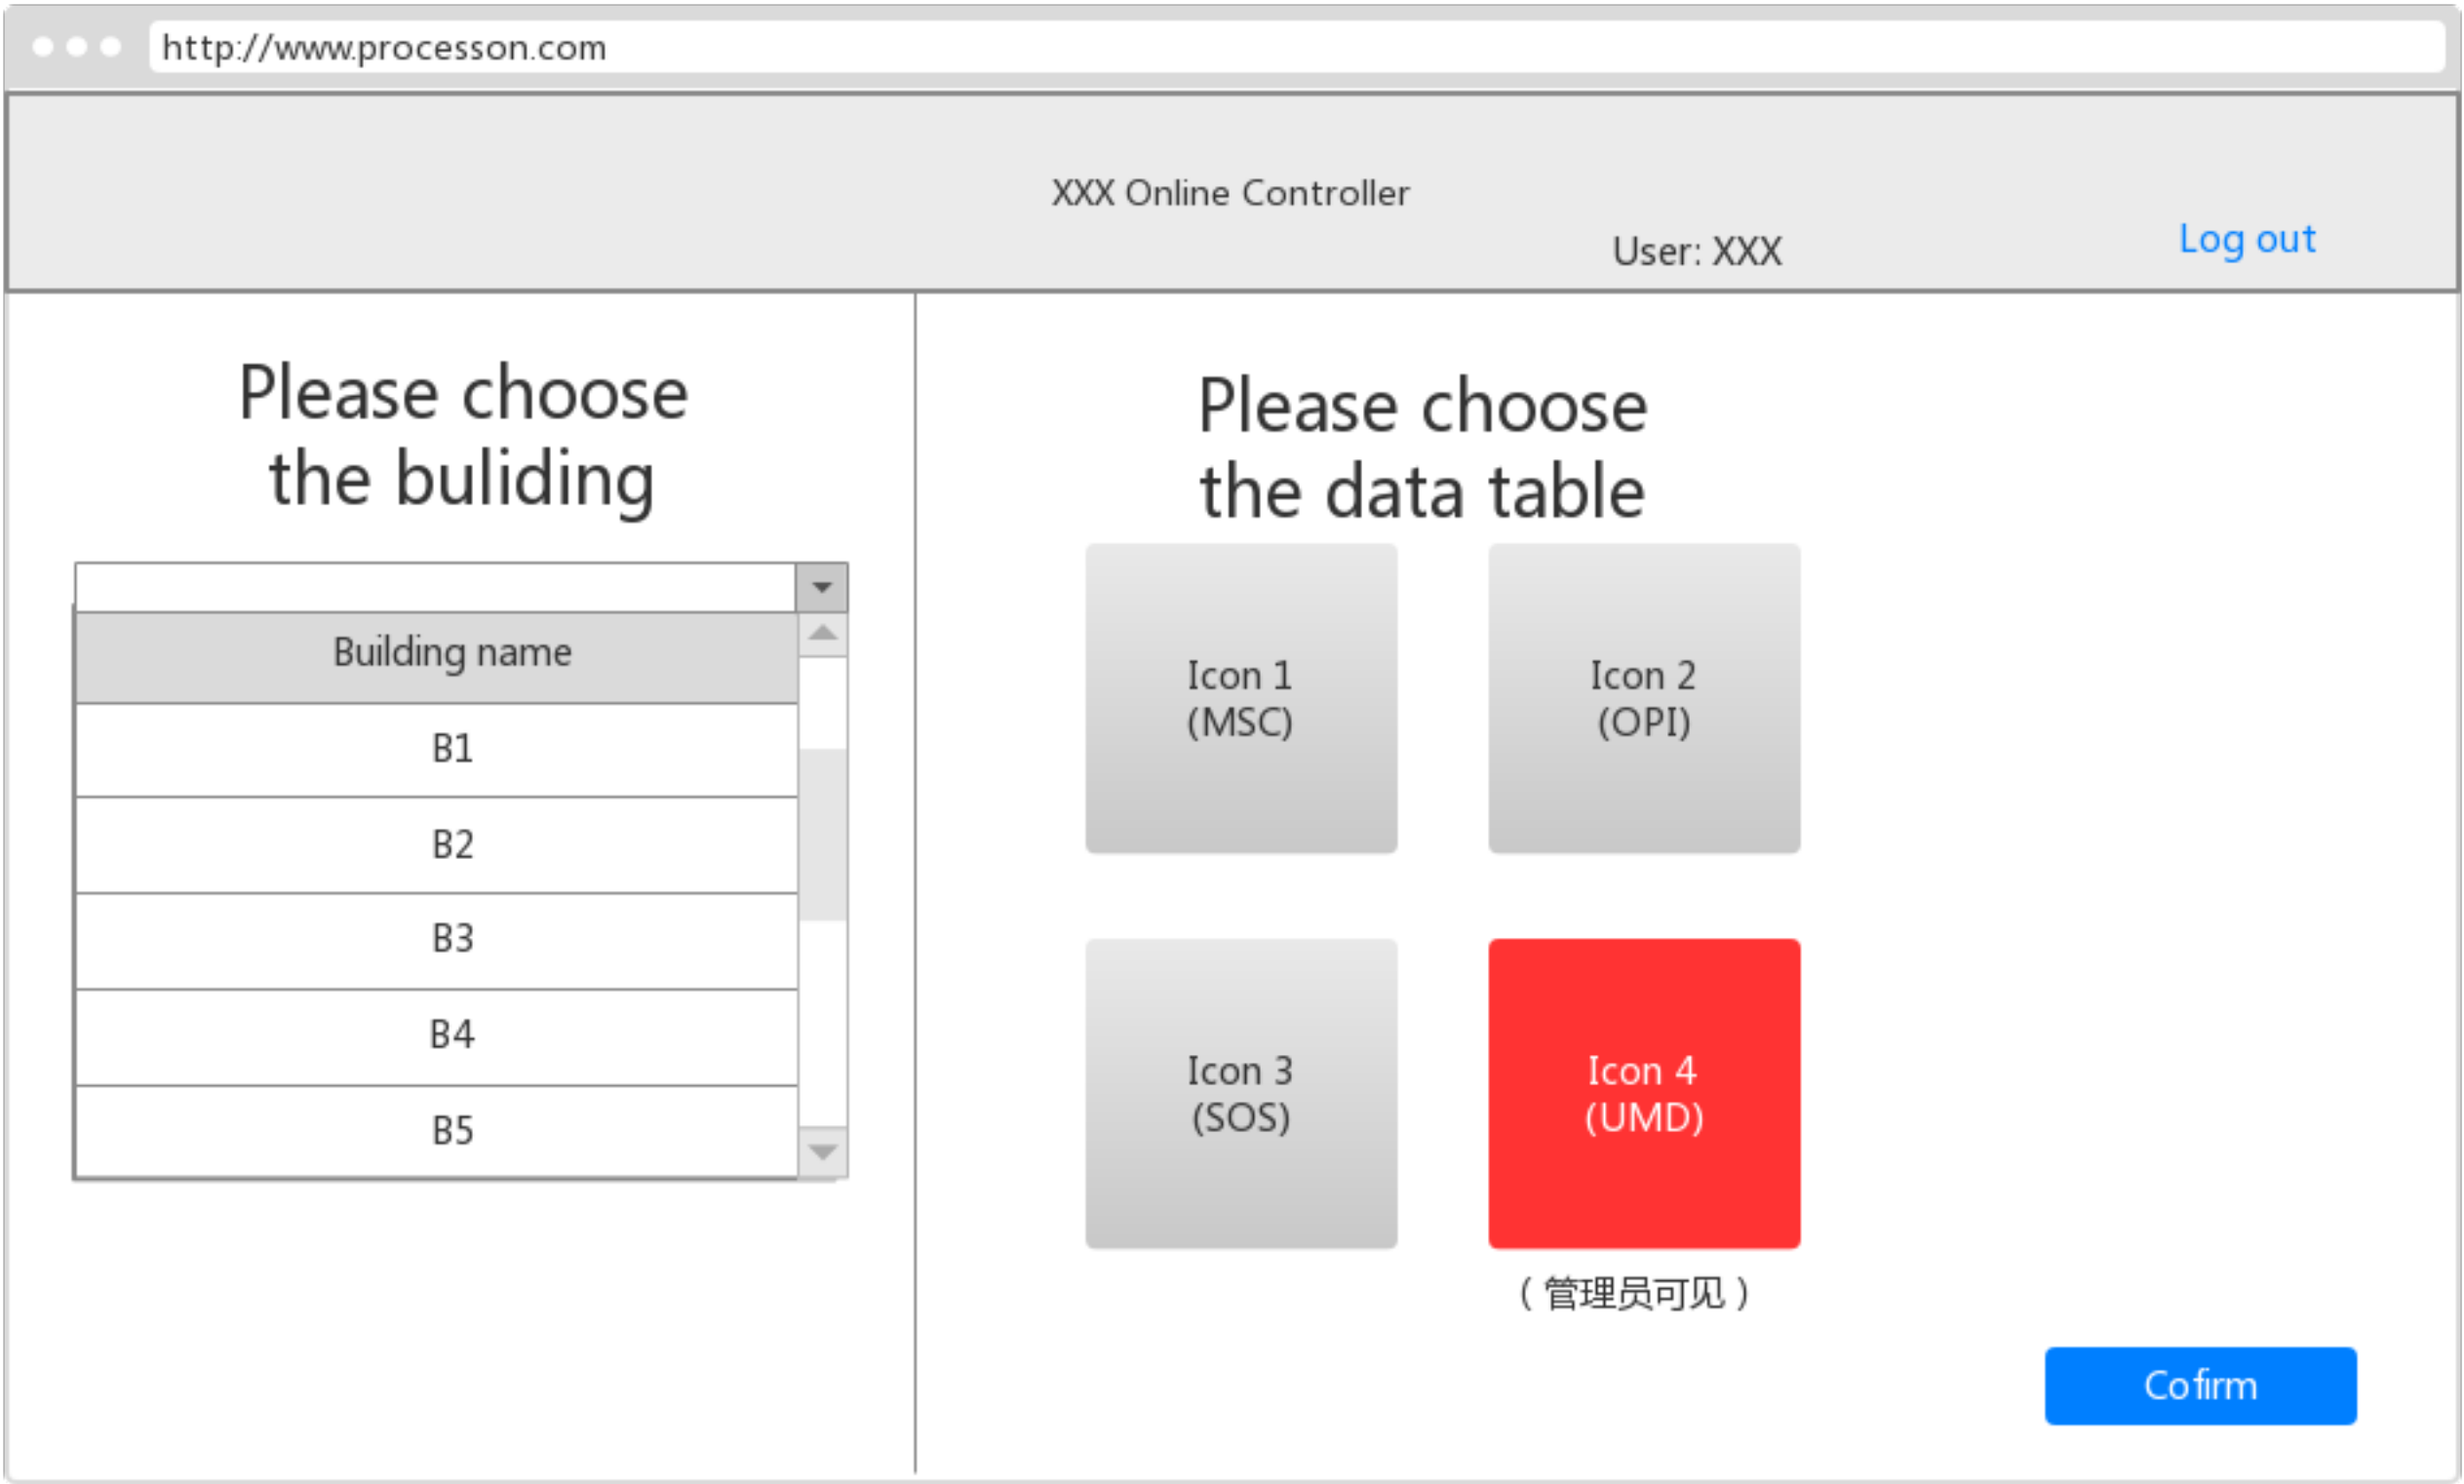 http://www.processon.com
XXX Online Controller
User: XXX
Log out
Please choose
the buliding
Building name
B1
B2
B3
B4
B5
Please choose
the data table
Icon 1
(MSC)
Icon 2
(OPI)
Icon 3
(SOS)
Icon 4
(UMD)
（管理员可见）
Cofirm